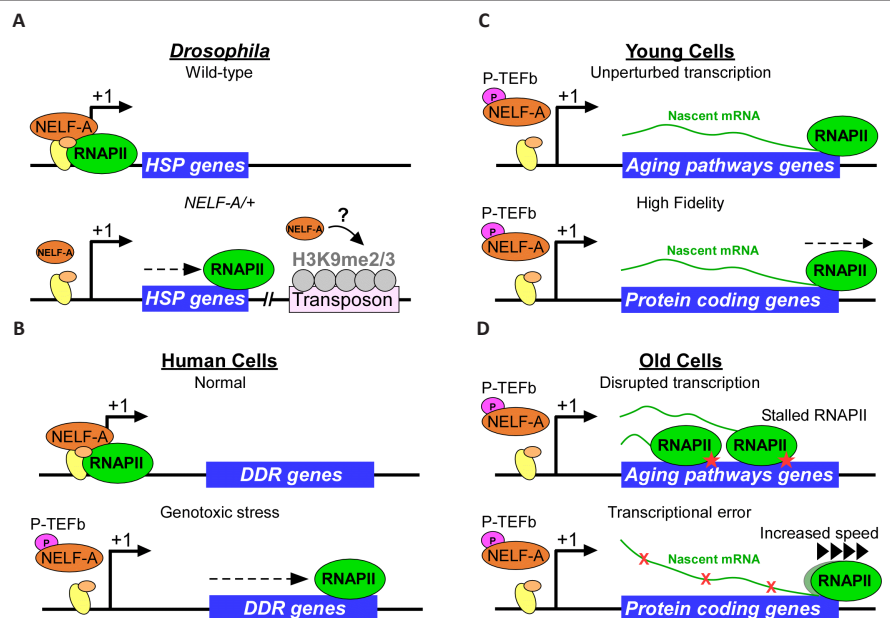 A
Drosophila
Wild-type
+1
NELF-A
RNAPII
HSP genes
NELF-A/+
+1
NELF-A
RNAPII
HSP genes
//
NELF-A
?
H3K9me2/3
Transposon
B
Human Cells
Normal
+1
NELF-A
RNAPII
DDR genes
Genotoxic stress
P-TEFb
P
NELF-A
+1
RNAPII
DDR genes
C
Young Cells
Unperturbed transcription
P-TEFb
P
NELF-A
+1
Nascent mRNA
RNAPII
Aging pathways genes
High Fidelity
P-TEFb
P
NELF-A
+1
Nascent mRNA
RNAPII
Protein coding genes
D
Old Cells
Disrupted transcription
P-TEFb
P
NELF-A
+1
Stalled RNAPII
RNAPII
RNAPII
Aging pathways genes
Transcriptional error
P-TEFb
P
NELF-A
+1
Increased speed
Nascent mRNA
X
X
X
RNAPII
Protein coding genes